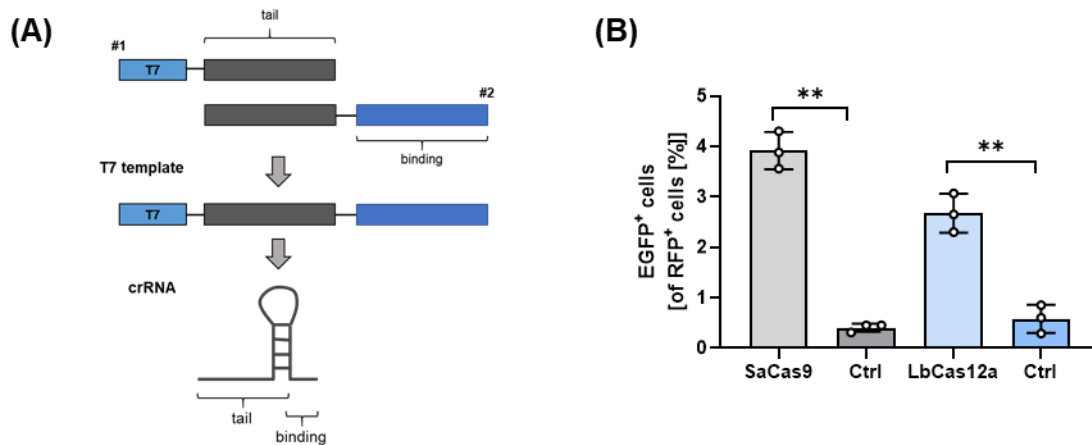 (A)
tail
#1
T7
#2
binding
T7 template
T7
crRNA
tail
binding
(B)
EGFP⁺ cells
[of RFP⁺ cells [%]]
5
4
3
2
1
0
**
**
SaCas9 Ctrl LbCas12a Ctrl